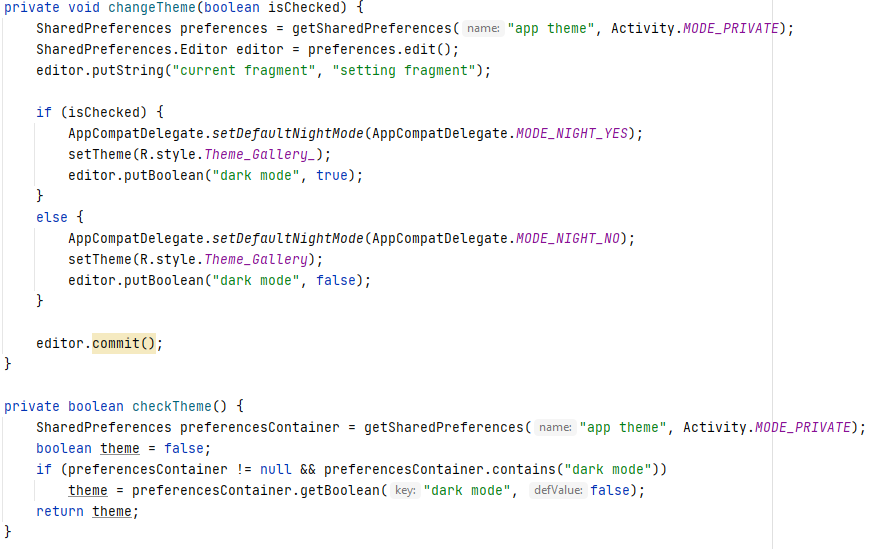 private void changeTheme(boolean isChecked) {
SharedPreferences preferences = getSharedPreferences( name: "app theme", Activity.MODE_PRIVATE);
SharedPreferences.Editor editor = preferences.edit();
editor.putString("current fragment", "setting fragment");
if (isChecked) {
AppCompatDelegate.setDefaultNightMode(AppCompatDelegate.MODE_NIGHT_YES);
setTheme(R.style.Theme_Gallery_);
editor.putBoolean("dark mode", true);
}
else {
AppCompatDelegate.setDefaultNightMode(AppCompatDelegate.MODE_NIGHT_NO);
setTheme(R.style.Theme_Gallery);
editor.putBoolean("dark mode", false);
}
editor.commit();
}
private boolean checkTheme() {
SharedPreferences preferencesContainer = getSharedPreferences( name: "app theme", Activity.MODE_PRIVATE);
boolean theme = false;
if (preferencesContainer != null && preferencesContainer.contains("dark mode"))
theme = preferencesContainer.getBoolean( key: "dark mode", defValue: false);
return theme;
}